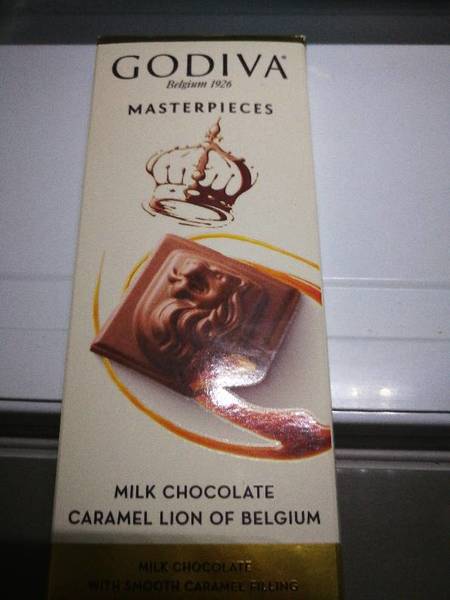 GODIVA
Belgium 1926
MASTERPIECES
MILK CHOCOLATE
CARAMEL LION OF BELGIUM
MILK CHOCOLATE
WITH SMOOTH CARAMEL FILLING